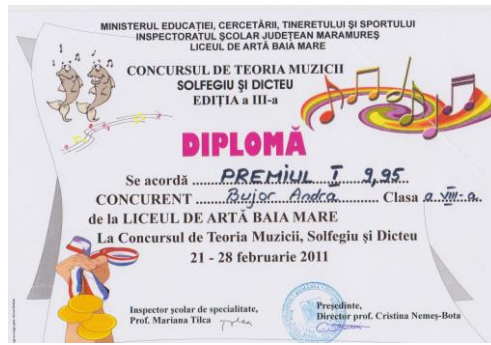 MINISTERUL EDUCAȚIEI, CERCETĂRII, TINERETULUI ȘI SPORTULUI
INSPECTORATUL ȘCOLAR JUDEȚEAN MARAMUREȘ
LICEUL DE ARTĂ BAIA MARE
CONCURSUL DE TEORIA MUZICII
SOLFEGIU ȘI DICTEU
EDIȚIA a III-a
DIPLOMĂ
Se acordă ......PREMIUL I 9,95
CONCURENT ........Bujor Andra.......... Clasa a VIII-a.
de la LICEUL DE ARTĂ BAIA MARE
La Concursul de Teoria Muzicii, Solfegiu și Dicteu
21 - 28 februarie 2011
Inspector școlar de specialitate,
Prof. Mariana Tilca
Președinte,
Director prof. Cristina Nemeș-Bota